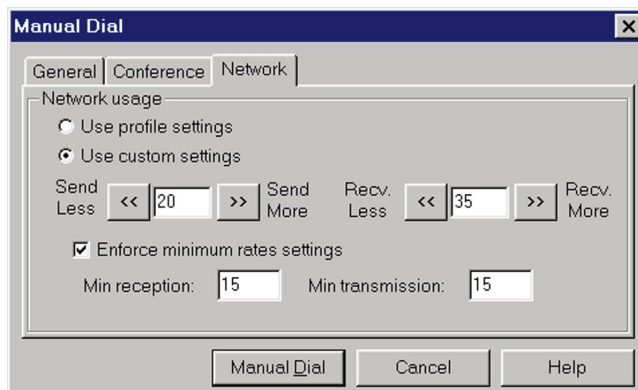 Manual Dial
General Conference Network
Network usage
Use profile settings
Use custom settings
Send Less << 20 >> Send More Recv. Less << 35 >> Recv. More
Enforce minimum rates settings
Min reception: 15 Min transmission: 15
Manual Dial Cancel Help